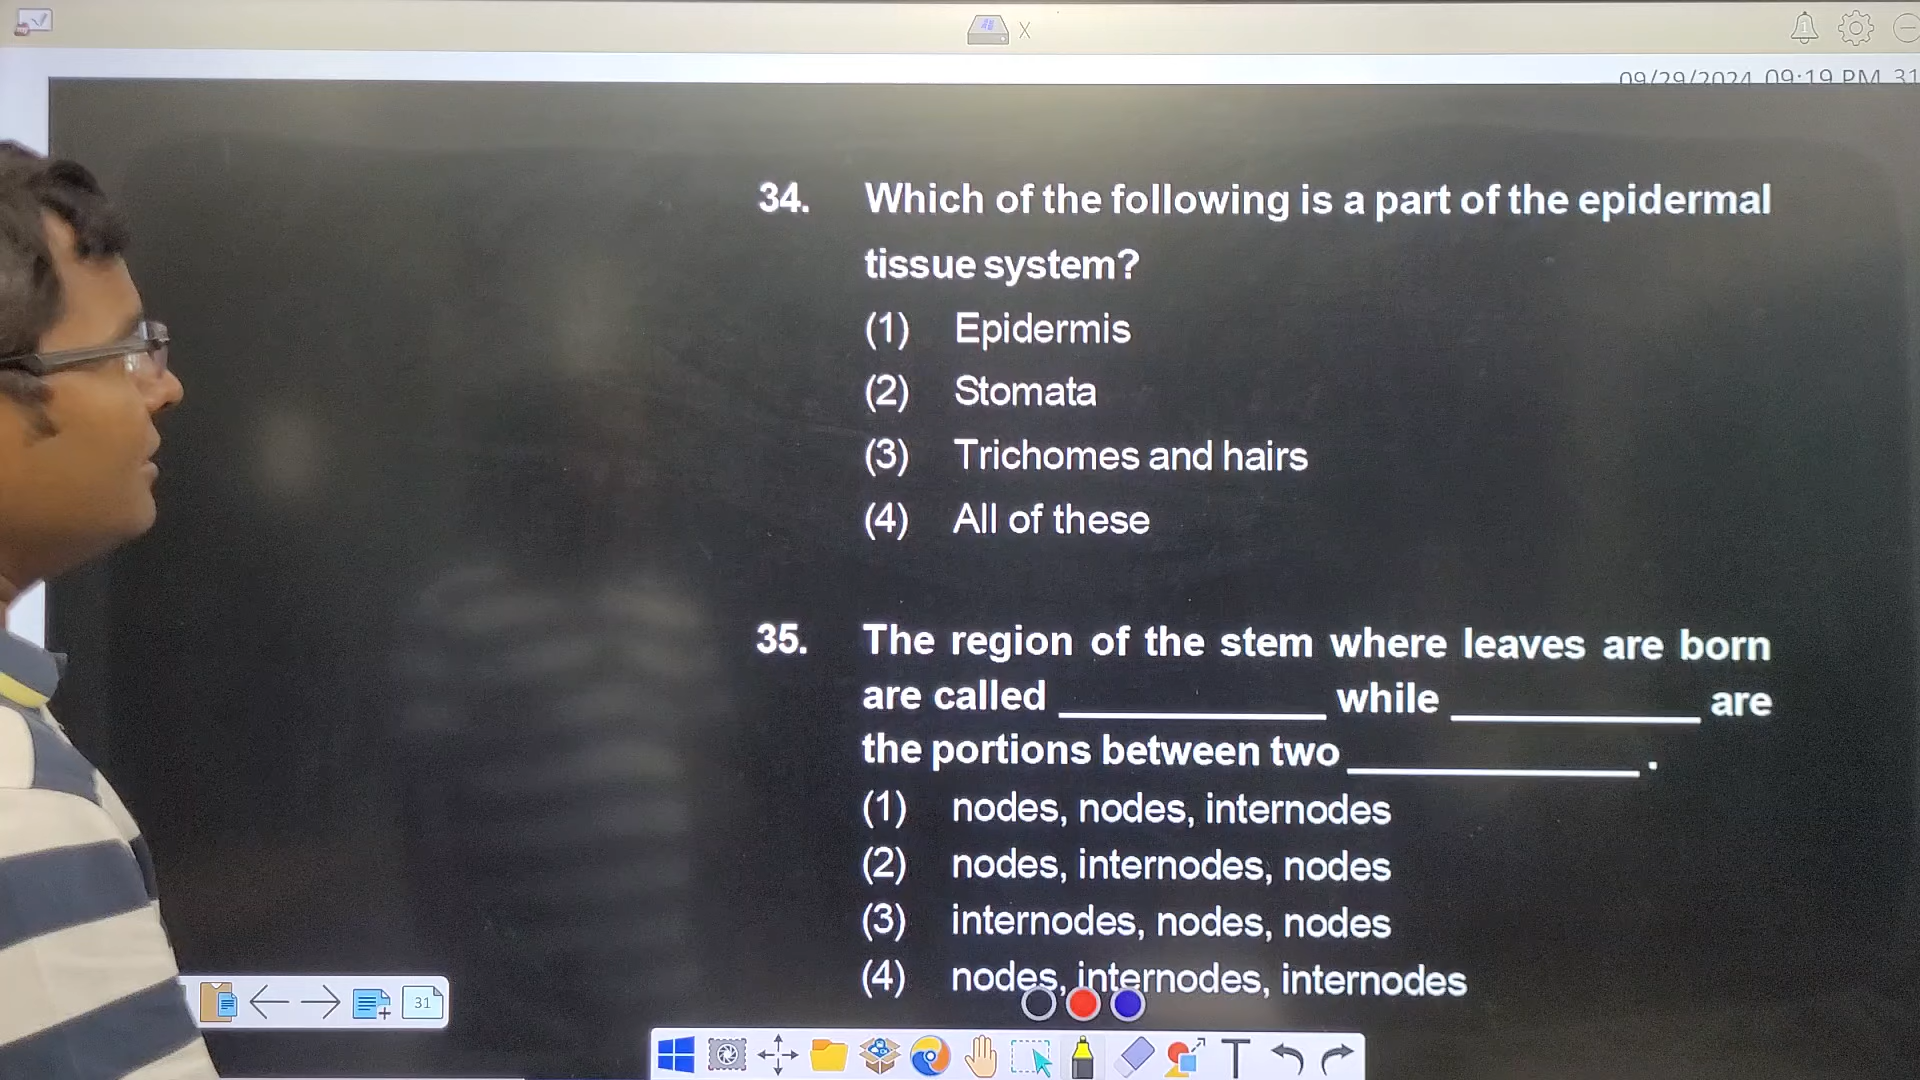 09/29/2024 09:19 PM 31
34. Which of the following is a part of the epidermal
tissue system?
(1) Epidermis
(2) Stomata
(3) Trichomes and hairs
(4) All of these
35. The region of the stem where leaves are born
are called ____________ while ____________ are
the portions between two ____________ .
(1) nodes, nodes, internodes
(2) nodes, internodes, nodes
(3) internodes, nodes, nodes
(4) nodes, internodes, internodes
31